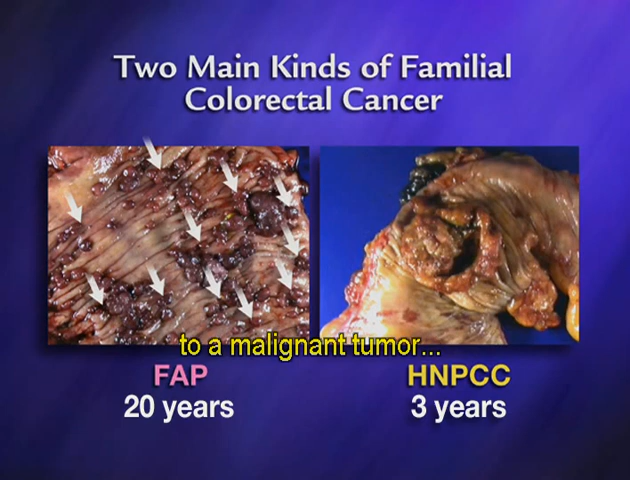 Two Main Kinds of Familial
Colorectal Cancer
to a malignant tumor...
FAP
HNPCC
20 years
3 years